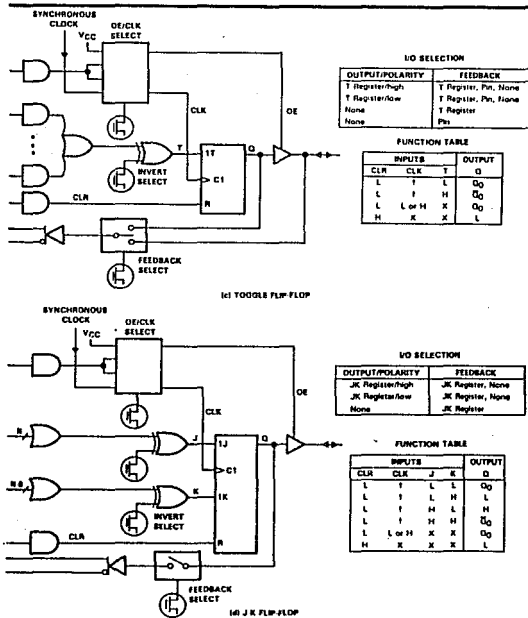 SYNCHRONOUS
CLOCK
VCC
OE/CLK
SELECT
CLK
OE
T
1T
Q
INVERT
SELECT
C1
CLR
R
FEEDBACK
SELECT
(c) TOGGLE FLIP-FLOP
I/O SELECTION
OUTPUT/POLARITY FEEDBACK
T Register/high T Register, Pin, None
T Register/low T Register, Pin, None
None T Register
None Pin
FUNCTION TABLE
INPUTS OUTPUT
CLR CLK T Q
L ↑ L Q0
L ↑ H Q̅0
L L or H X Q0
H X X L
SYNCHRONOUS
CLOCK
VCC
OE/CLK
SELECT
OE
CLK
N
J
1J
Q
C1
K
1K
INVERT
SELECT
CLR
R
FEEDBACK
SELECT
(d) J K FLIP-FLOP
I/O SELECTION
OUTPUT/POLARITY FEEDBACK
JK Register/high JK Register, None
JK Register/low JK Register, None
None JK Register
FUNCTION TABLE
INPUTS OUTPUT
CLR CLK J K Q
L ↑ L L Q0
L ↑ L H L
L ↑ H L H
L ↑ H H Q̅0
L L or H X X Q0
H X X X L